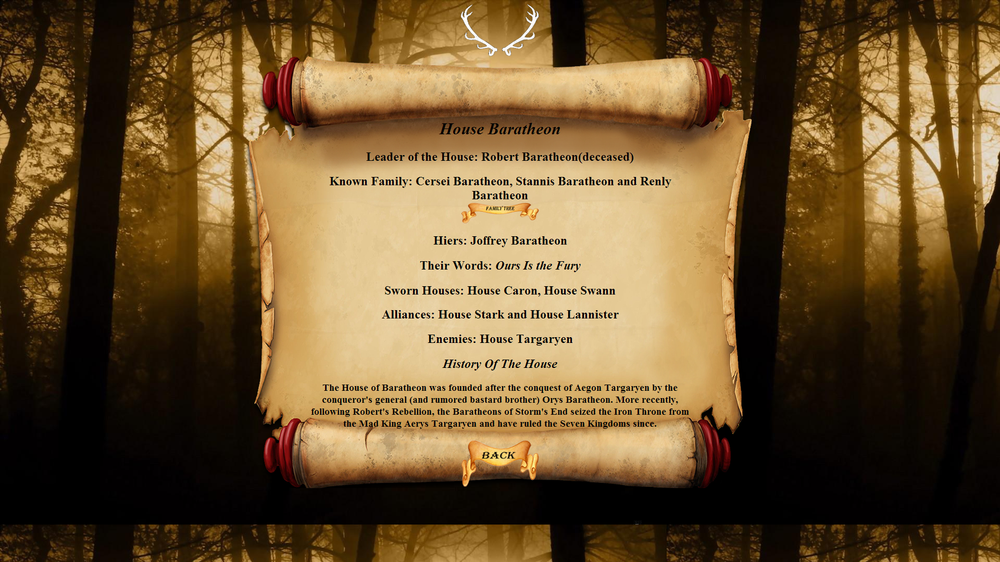 House Baratheon
Leader of the House: Robert Baratheon(deceased)
Known Family: Cersei Baratheon, Stannis Baratheon and Renly
Baratheon
FAMILY TREE
Hiers: Joffrey Baratheon
Their Words: Ours Is the Fury
Sworn Houses: House Caron, House Swann
Alliances: House Stark and House Lannister
Enemies: House Targaryen
History Of The House
The House of Baratheon was founded after the conquest of Aegon Targaryen by the
conqueror's general (and rumored bastard brother) Orys Baratheon. More recently,
following Robert's Rebellion, the Baratheons of Storm's End seized the Iron Throne from
the Mad King Aerys Targaryen and have ruled the Seven Kingdoms since.
BACK